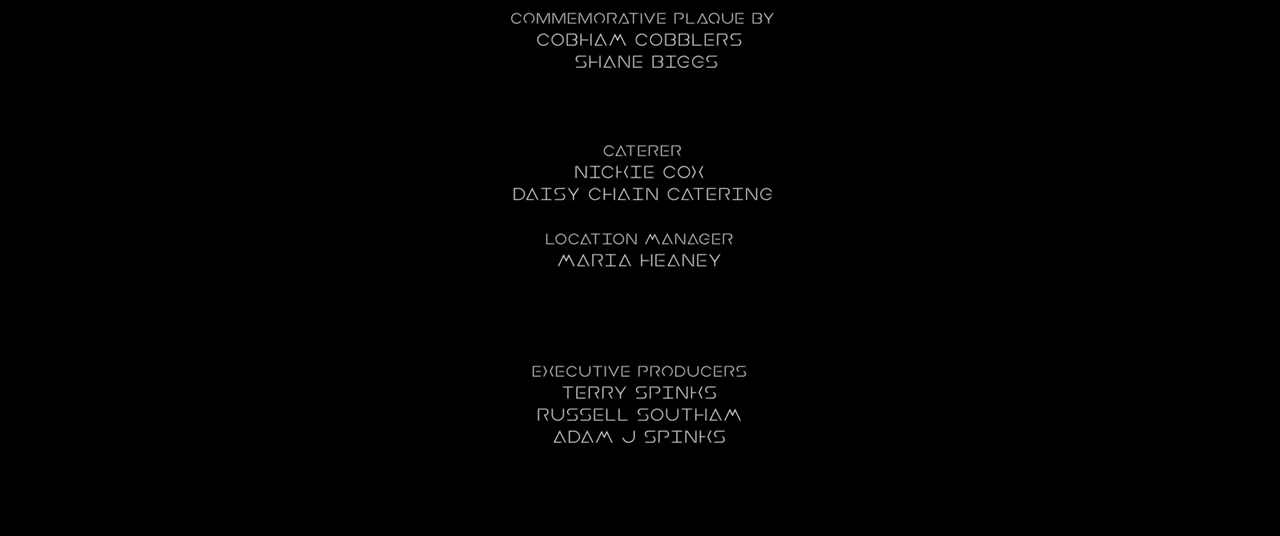 COMMEMORATIVE PLAQUE BY
COBHAM COBBLERS
SHANE BIGGS
CATERER
NICKIE COX
DAISY CHAIN CATERING
LOCATION MANAGER
MARIA HEANEY
EXECUTIVE PRODUCERS
TERRY SPINKS
RUSSELL SOUTHAM
ADAM J SPINKS